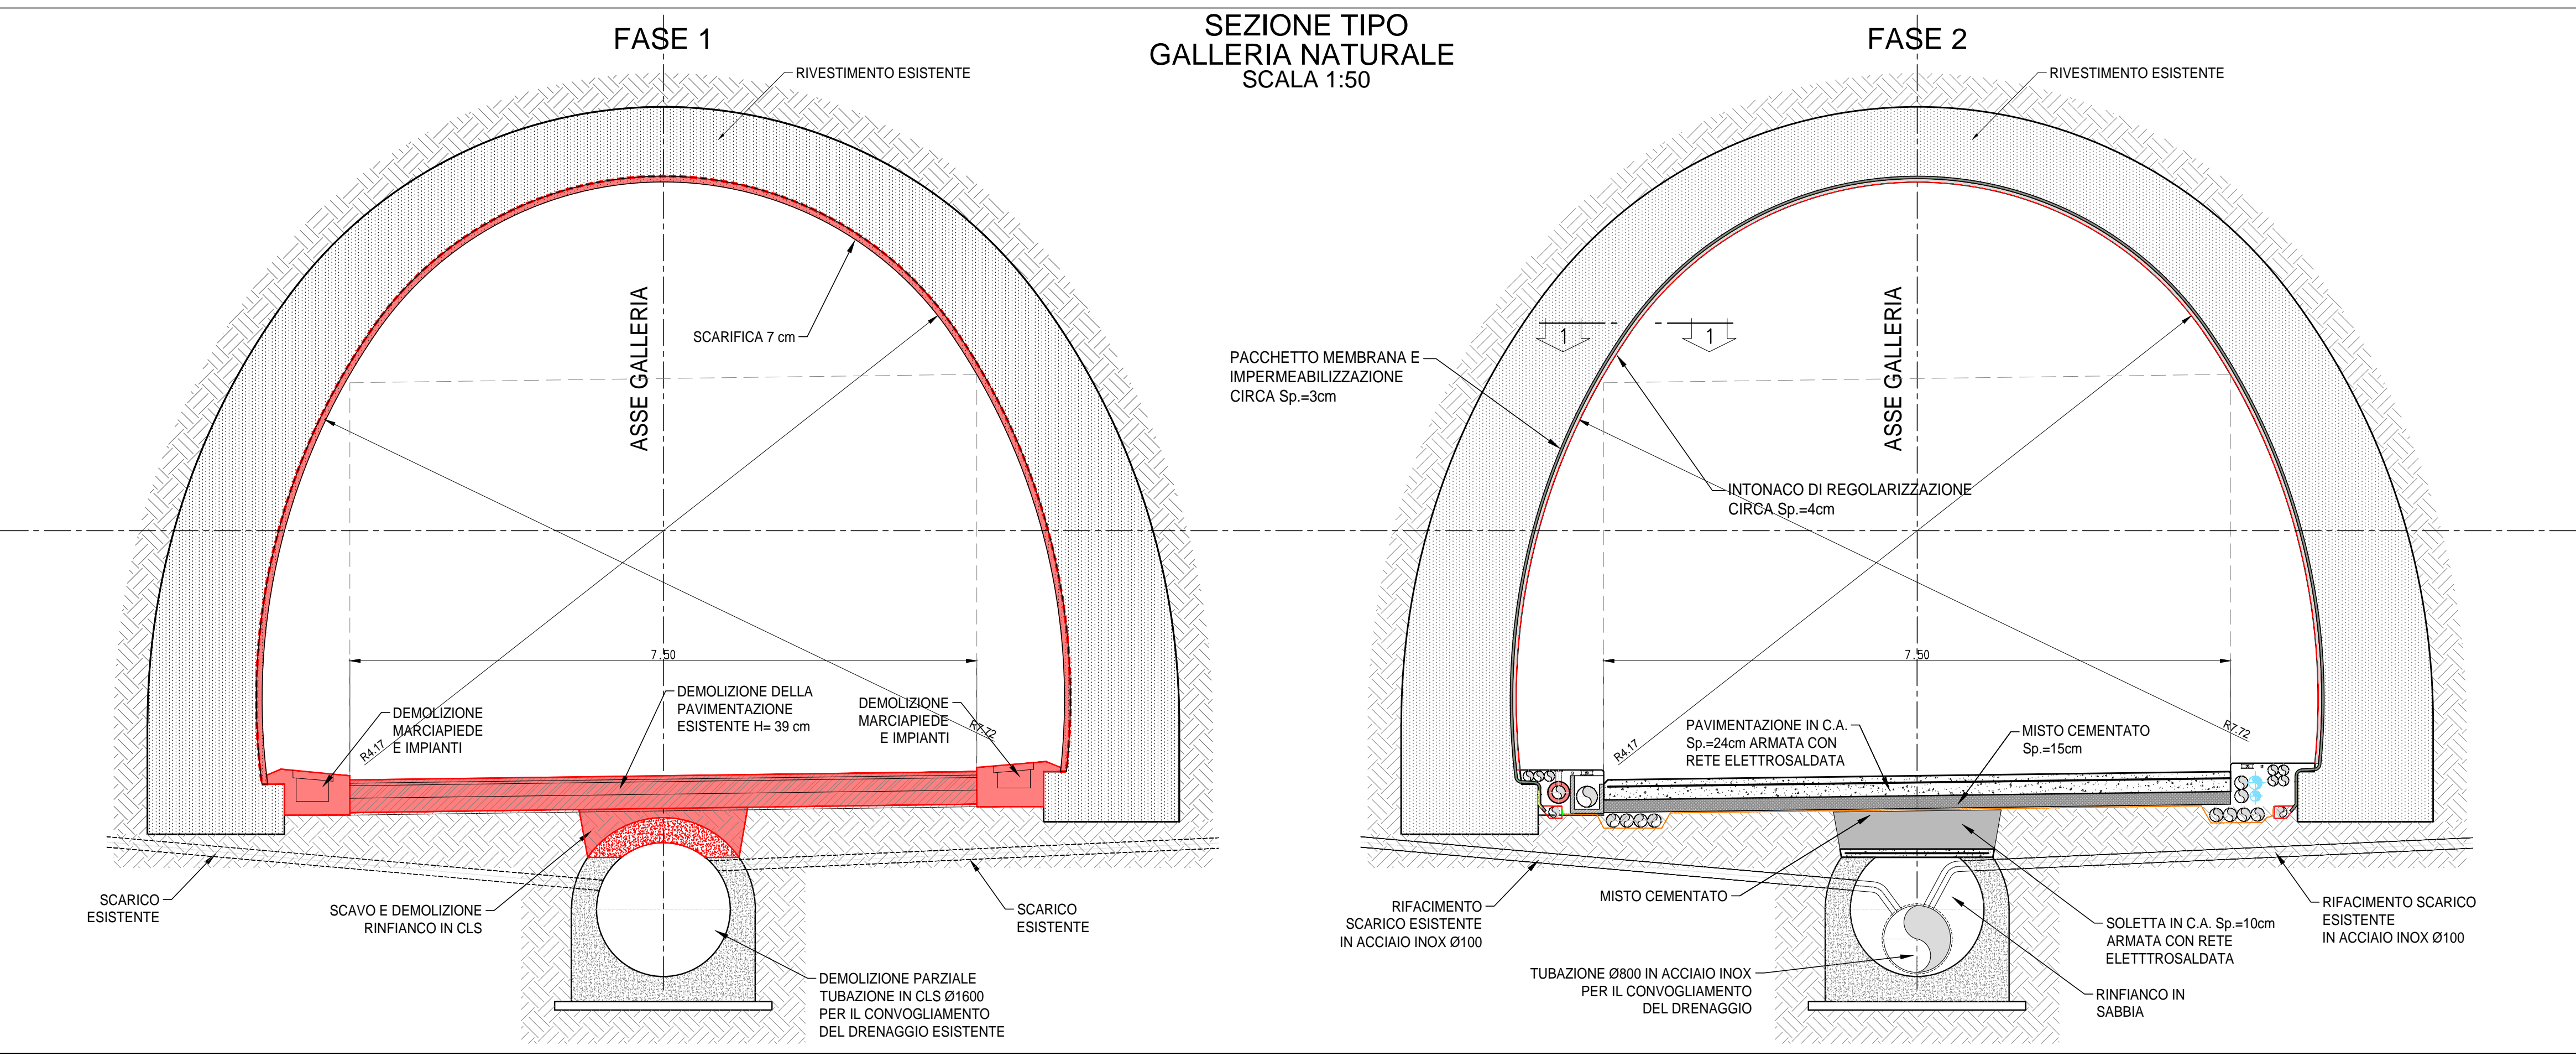 SEZIONE TIPO
GALLERIA NATURALE
SCALA 1:50
FASE 1
RIVESTIMENTO ESISTENTE
ASSE GALLERIA
SCARIFICA 7 cm
7.50
DEMOLIZIONE
MARCIAPIEDE
E IMPIANTI
R4.17
DEMOLIZIONE DELLA
PAVIMENTAZIONE
ESISTENTE H= 39 cm
DEMOLIZIONE
MARCIAPIEDE
E IMPIANTI
R7.72
SCARICO
ESISTENTE
SCAVO E DEMOLIZIONE
RINFIANCO IN CLS
SCARICO
ESISTENTE
DEMOLIZIONE PARZIALE
TUBAZIONE IN CLS Ø1600
PER IL CONVOGLIAMENTO
DEL DRENAGGIO ESISTENTE
FASE 2
RIVESTIMENTO ESISTENTE
ASSE GALLERIA
1
1
PACCHETTO MEMBRANA E
IMPERMEABILIZZAZIONE
CIRCA Sp.=3cm
INTONACO DI REGOLARIZZAZIONE
CIRCA Sp.=4cm
7.50
R4.17
PAVIMENTAZIONE IN C.A.
Sp.=24cm ARMATA CON
RETE ELETTROSALDATA
MISTO CEMENTATO
Sp.=15cm
R7.72
RIFACIMENTO
SCARICO ESISTENTE
IN ACCIAIO INOX Ø100
MISTO CEMENTATO
TUBAZIONE Ø800 IN ACCIAIO INOX
PER IL CONVOGLIAMENTO
DEL DRENAGGIO
SOLETTA IN C.A. Sp.=10cm
ARMATA CON RETE
ELETTTROSALDATA
RINFIANCO IN
SABBIA
RIFACIMENTO SCARICO
ESISTENTE
IN ACCIAIO INOX Ø100